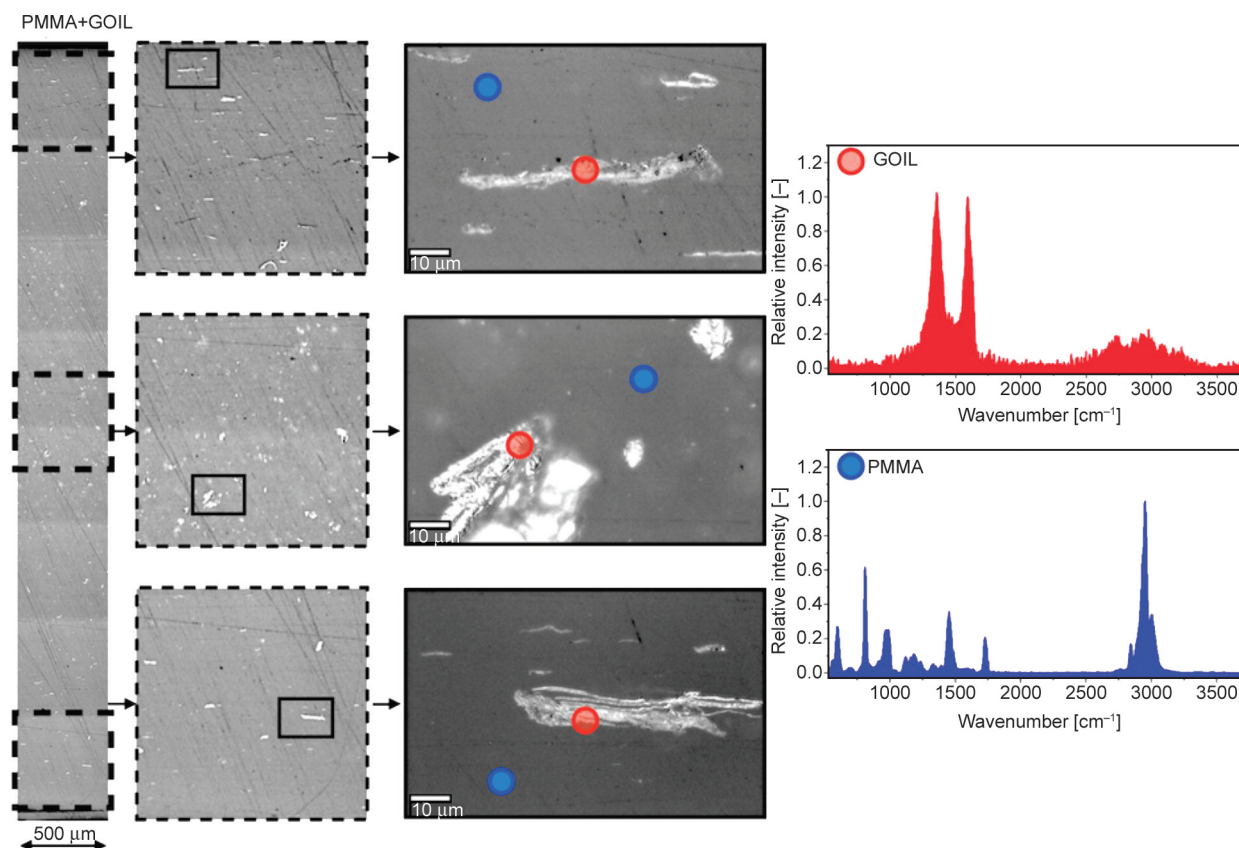 PMMA+GOIL
10 μm
10 μm
10 μm
500 μm
GOIL
Relative intensity [–]
1.2
1.0
0.8
0.6
0.4
0.2
0.0
1000 1500 2000 2500 3000 3500
Wavenumber [cm⁻¹]
PMMA
Relative intensity [–]
1.2
1.0
0.8
0.6
0.4
0.2
0.0
1000 1500 2000 2500 3000 3500
Wavenumber [cm⁻¹]